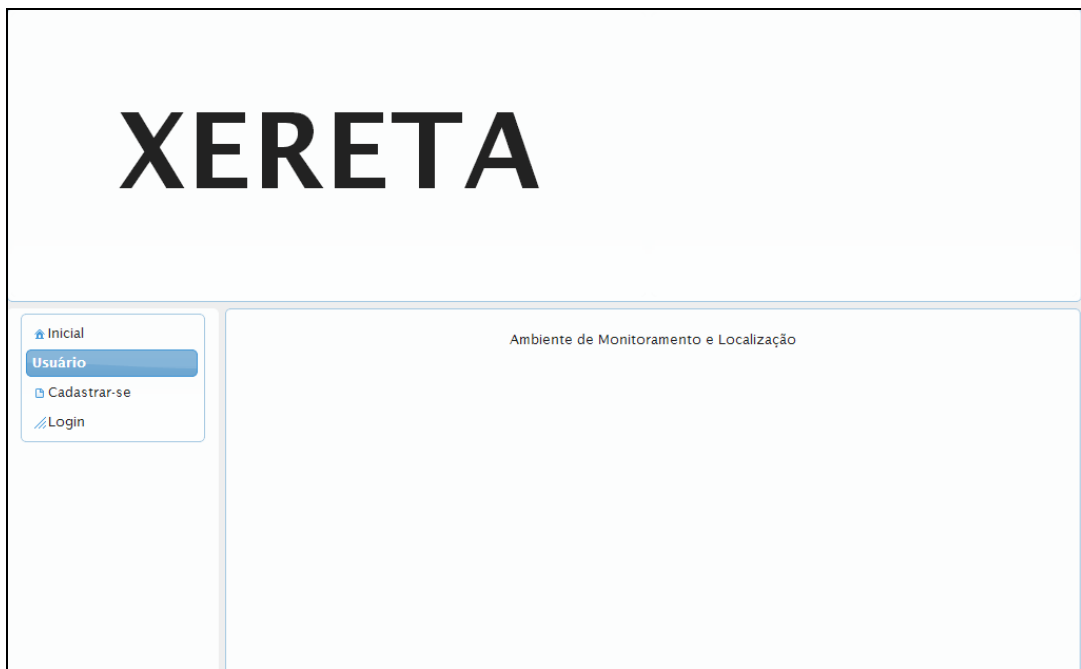 XERETA
Inicial
Usuário
Cadastrar-se
Login
Ambiente de Monitoramento e Localização